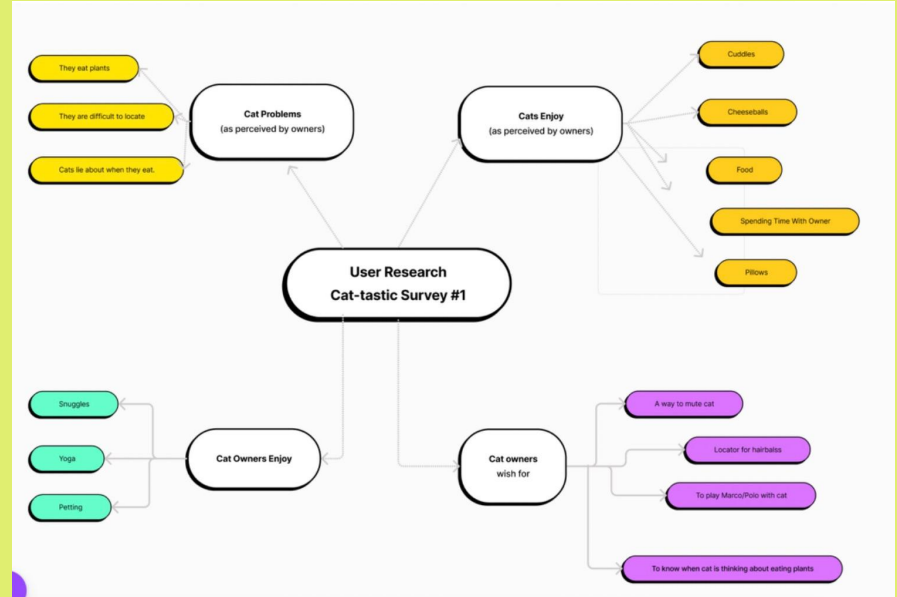 They eat plants
They are difficult to locate
Cats lie about when they eat.
Cat Problems
(as perceived by owners)
Cats Enjoy
(as perceived by owners)
Cuddles
Cheeseballs
Food
Spending Time With Owner
Pillows
User Research
Cat-tastic Survey #1
Snuggles
Yoga
Petting
Cat Owners Enjoy
Cat owners
wish for
A way to mute cat
Locator for hairbalss
To play Marco/Polo with cat
To know when cat is thinking about eating plants